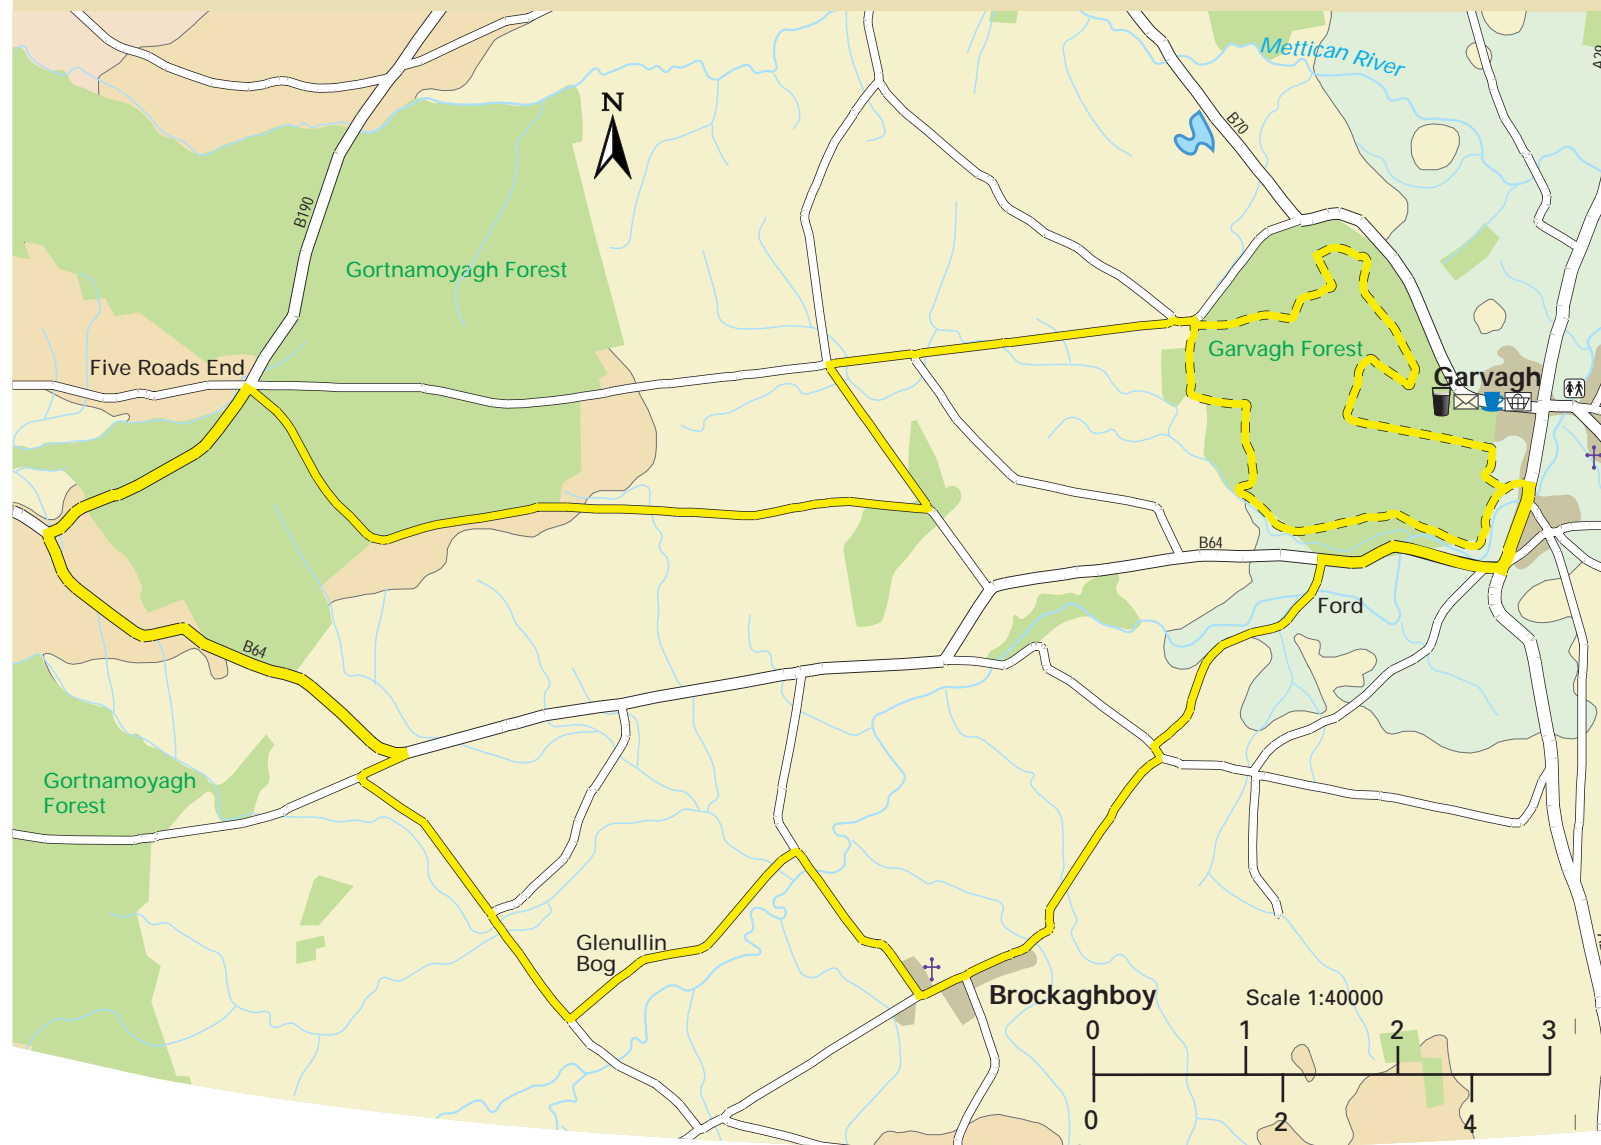 Mettican River
A29
N
B70
B190
Gortnamoyagh Forest
Five Roads End
Garvagh Forest
Garvagh
B64
Ford
B64
Gortnamoyagh
Forest
Glenullin
Bog
Brockaghboy
Scale 1:40000
0 1 2 3
0 2 4